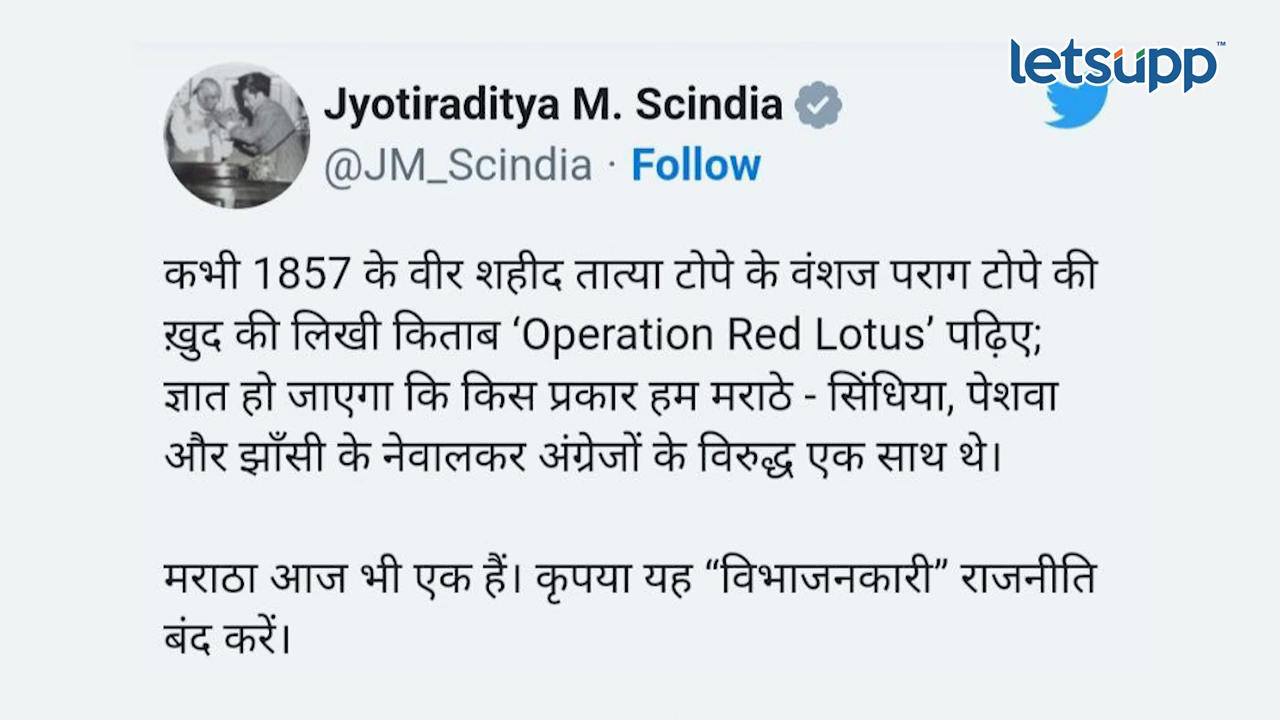 letsupp™
Jyotiraditya M. Scindia
@JM_Scindia · Follow
कभी 1857 के वीर शहीद तात्या टोपे के वंशज पराग टोपे की
ख़ुद की लिखी किताब ‘Operation Red Lotus’ पढ़िए;
ज्ञात हो जाएगा कि किस प्रकार हम मराठे - सिंधिया, पेशवा
और झाँसी के नेवालकर अंग्रेजों के विरुद्ध एक साथ थे।
मराठा आज भी एक हैं। कृपया यह “विभाजनकारी” राजनीति
बंद करें।